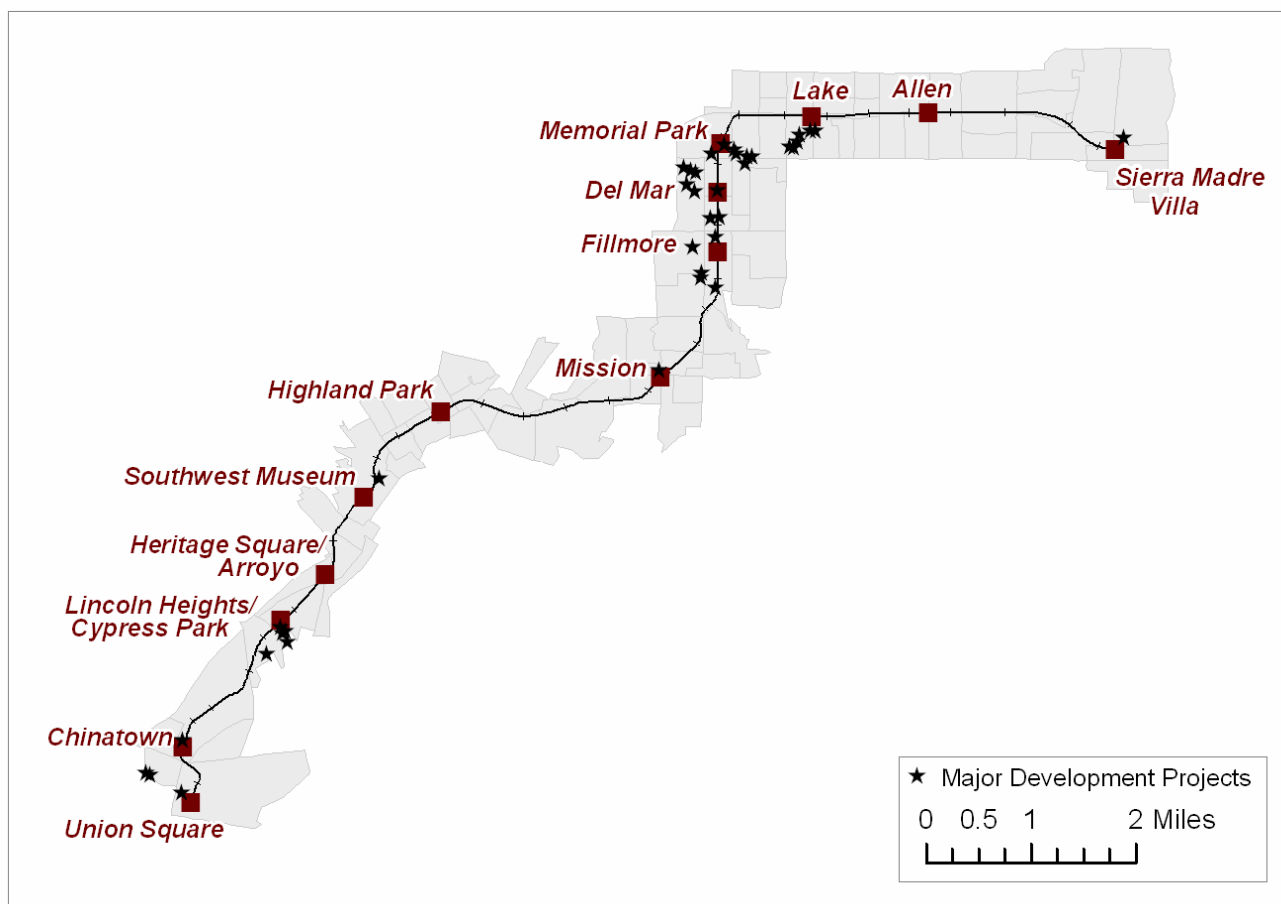 Lake
Allen
Memorial Park
Sierra Madre
Villa
Del Mar
Fillmore
Mission
Highland Park
Southwest Museum
Heritage Square/
Arroyo
Lincoln Heights/
Cypress Park
Chinatown
Union Square
Major Development Projects
0 0.5 1 2 Miles